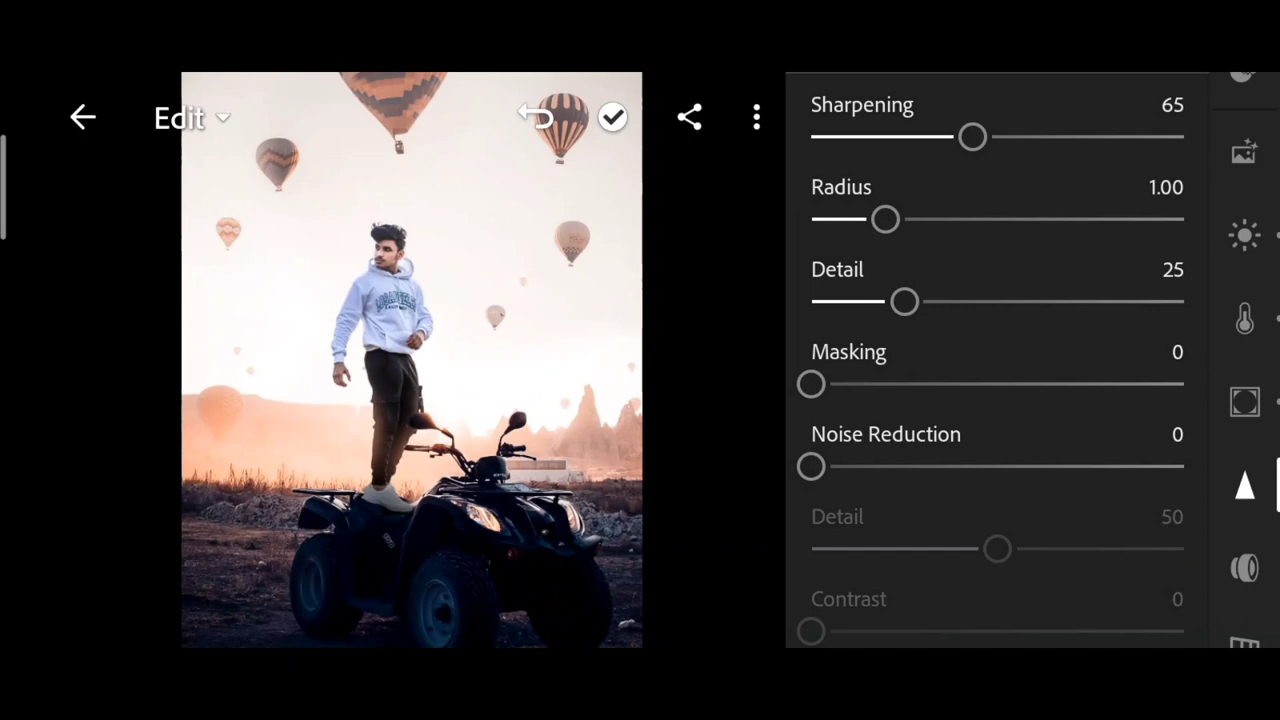 Edit
Sharpening 65
Radius 1.00
Detail 25
Masking 0
Noise Reduction 0
Detail 50
Contrast 0